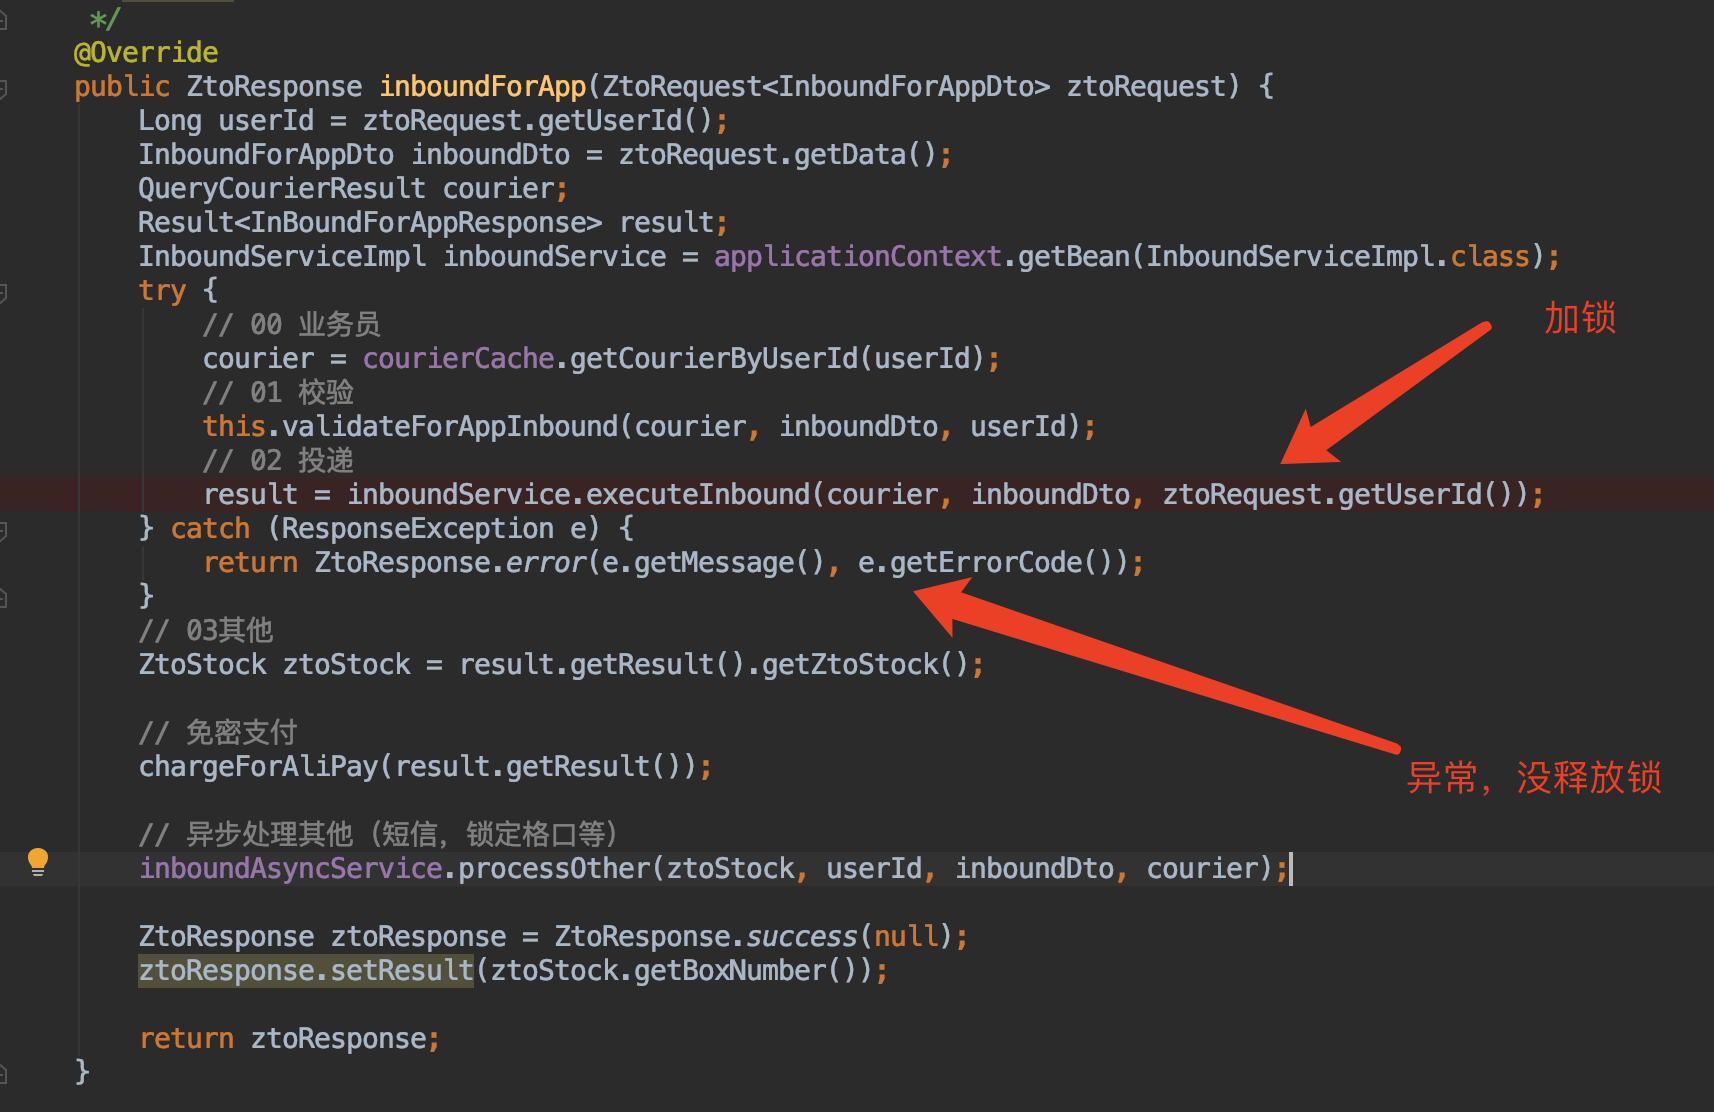 */
@Override
public ZtoResponse inboundForApp(ZtoRequest<InboundForAppDto> ztoRequest) {
Long userId = ztoRequest.getUserId();
InboundForAppDto inboundDto = ztoRequest.getData();
QueryCourierResult courier;
Result<InBoundForAppResponse> result;
InboundServiceImpl inboundService = applicationContext.getBean(InboundServiceImpl.class);
try {
加锁
// 00 业务员
courier = courierCache.getCourierByUserId(userId);
// 01 校验
this.validateForAppInbound(courier, inboundDto, userId);
// 02 投递
result = inboundService.executeInbound(courier, inboundDto, ztoRequest.getUserId());
} catch (ResponseException e) {
return ZtoResponse.error(e.getMessage(), e.getErrorCode());
}
// 03其他
ZtoStock ztoStock = result.getResult().getZtoStock();
// 免密支付
chargeForAliPay(result.getResult());
异常，没释放锁
// 异步处理其他（短信，锁定格口等）
inboundAsyncService.processOther(ztoStock, userId, inboundDto, courier);
ZtoResponse ztoResponse = ZtoResponse.success(null);
ztoResponse.setResult(ztoStock.getBoxNumber());
return ztoResponse;
}